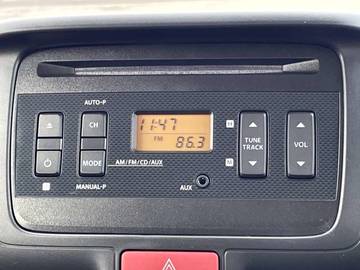 AUTO-P
CH
11:47
FM 86.3
H
M
TUNE
TRACK
VOL
MODE
AM/FM/CD/AUX
MANUAL-P
AUX